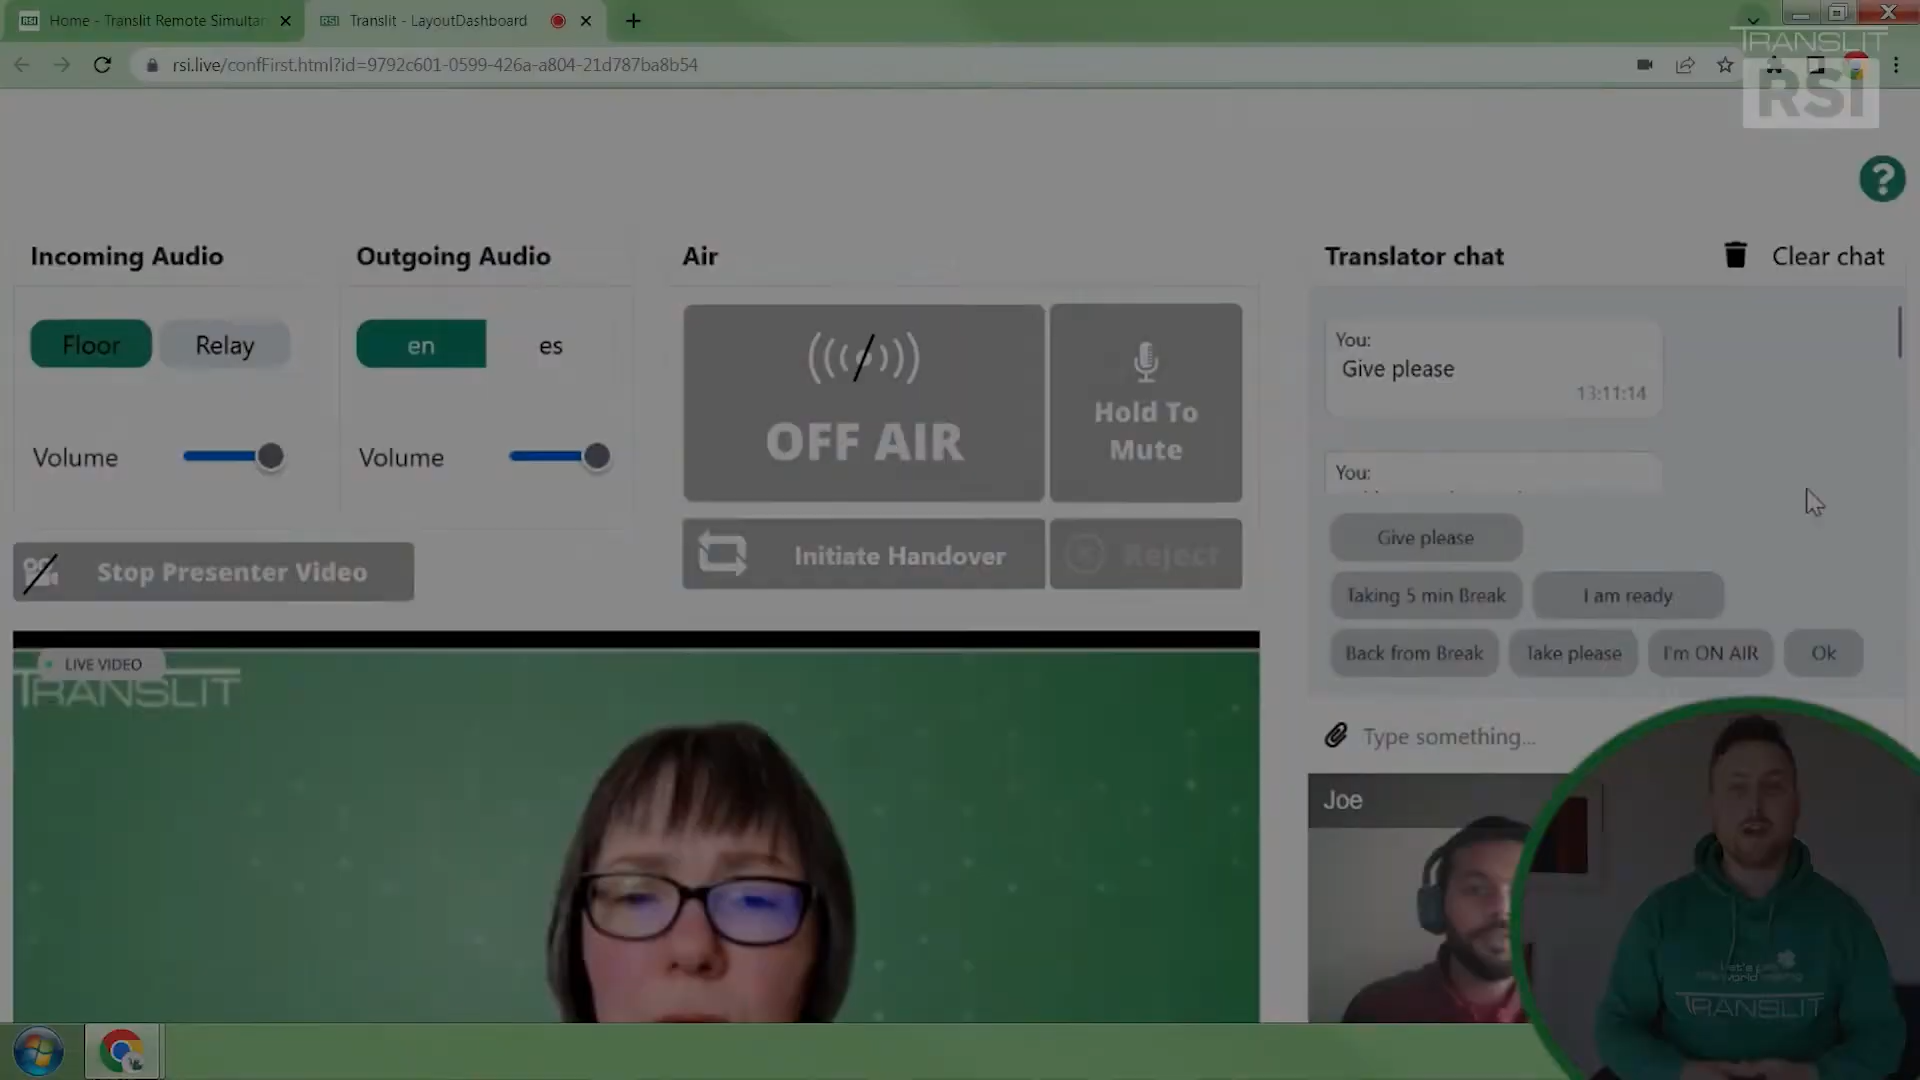 Home - Translit Remote Simultan
Translit - LayoutDashboard
rsi.live/confFirst.html?id=9792c601-0599-426a-a804-21d787ba8b54
TRANSLIT
RSI
?
Incoming Audio
Outgoing Audio
Air
Translator chat
Clear chat
Floor
Relay
en
es
Volume
Volume
OFF AIR
Hold To
Mute
Initiate Handover
Reject
Stop Presenter Video
You:
Give please
13:11:14
You:
Give please
Taking 5 min Break
I am ready
Back from Break
Take please
I'm ON AIR
Ok
Type something...
LIVE VIDEO
TRANSLIT
Joe
TRANSLIT